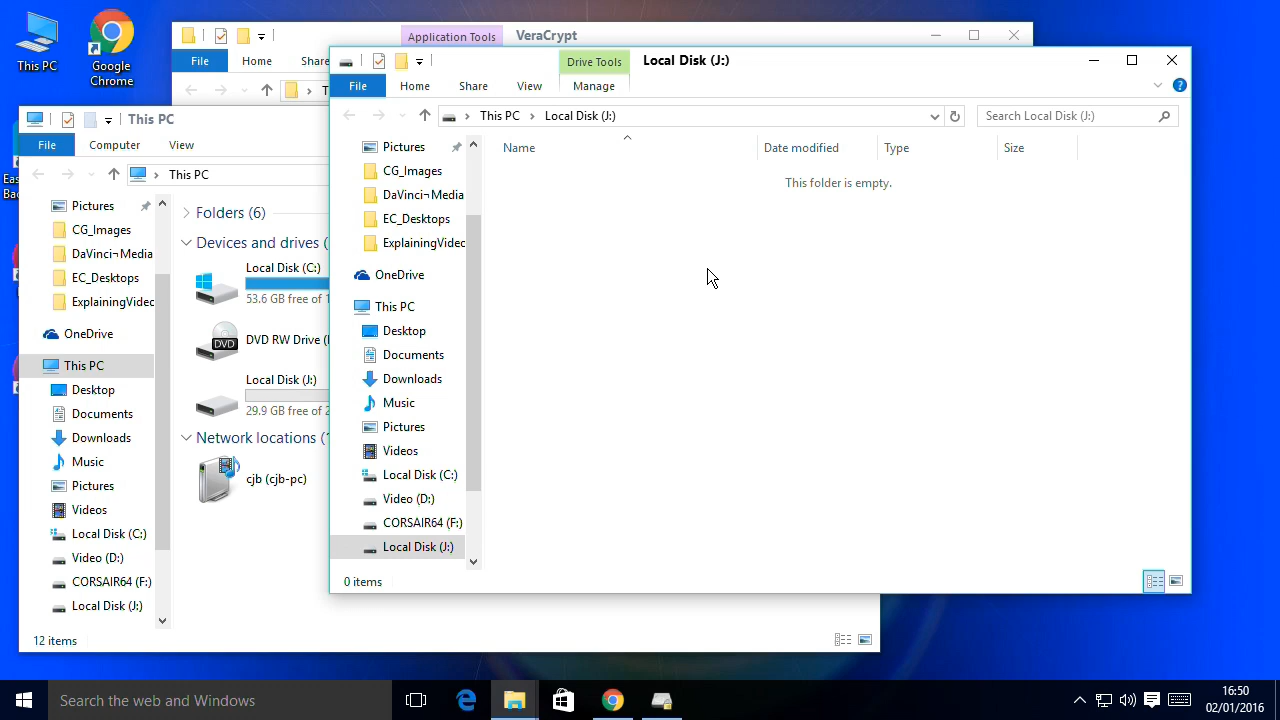 This PC
Google
Chrome
Application Tools
VeraCrypt
File
Home
Share
Drive Tools
Local Disk (J:)
File
Home
Share
View
Manage
This PC
Local Disk (J:)
Search Local Disk (J:)
Pictures
CG_Images
DaVinci¬Media
EC_Desktops
ExplainingVidec
OneDrive
This PC
Desktop
Documents
Downloads
Music
Pictures
Videos
Local Disk (C:)
Video (D:)
CORSAIR64 (F:)
Local Disk (J:)
Name
Date modified
Type
Size
This folder is empty.
0 items
This PC
File
Computer
View
This PC
Pictures
CG_Images
DaVinci¬Media
EC_Desktops
ExplainingVidec
OneDrive
This PC
Desktop
Documents
Downloads
Music
Pictures
Videos
Local Disk (C:)
Video (D:)
CORSAIR64 (F:)
Local Disk (J:)
Folders (6)
Devices and drives (
Local Disk (C:)
53.6 GB free of 1
DVD
DVD RW Drive (
Local Disk (J:)
29.9 GB free of 2
Network locations (
cjb (cjb-pc)
12 items
Search the web and Windows
16:50
02/01/2016